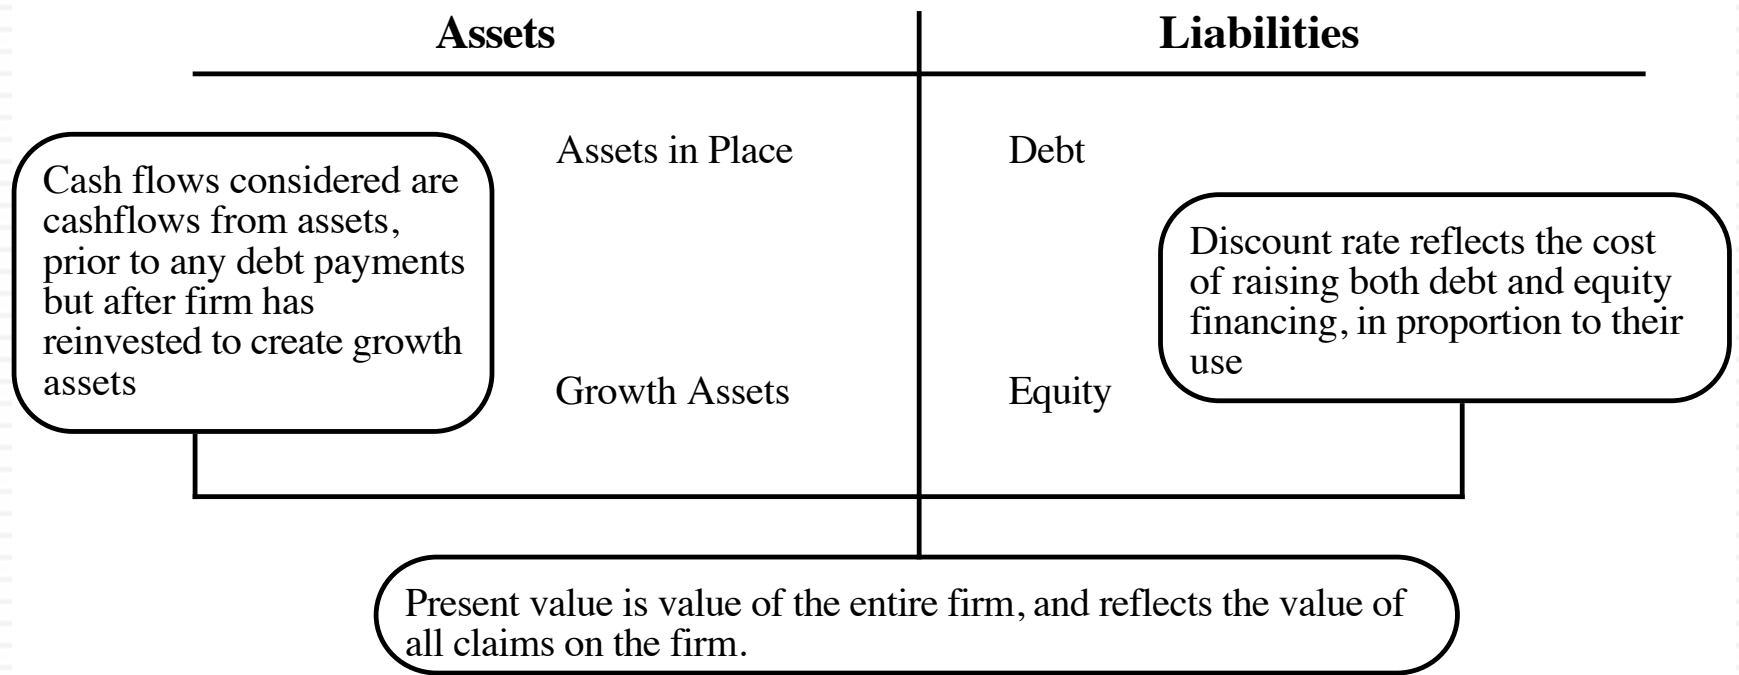 Assets
Liabilities
Assets in Place
Debt
Cash flows considered are
cashflows from assets,
prior to any debt payments
but after firm has
reinvested to create growth
assets
Discount rate reflects the cost
of raising both debt and equity
financing, in proportion to their
use
Growth Assets
Equity
Present value is value of the entire firm, and reflects the value of
all claims on the firm.